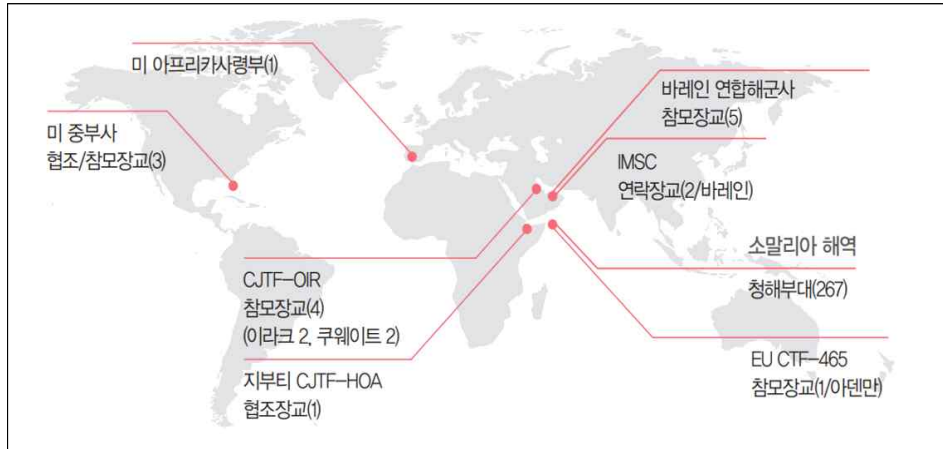 미 아프리카사령부(1)
미 중부사
협조/참모장교(3)
바레인 연합해군사
참모장교(5)
IMSC
연락장교(2/바레인)
소말리아 해역
청해부대(267)
CJTF-OIR
참모장교(4)
(이라크 2, 쿠웨이트 2)
EU CTF-465
참모장교(1/아덴만)
지부티 CJTF-HOA
협조장교(1)